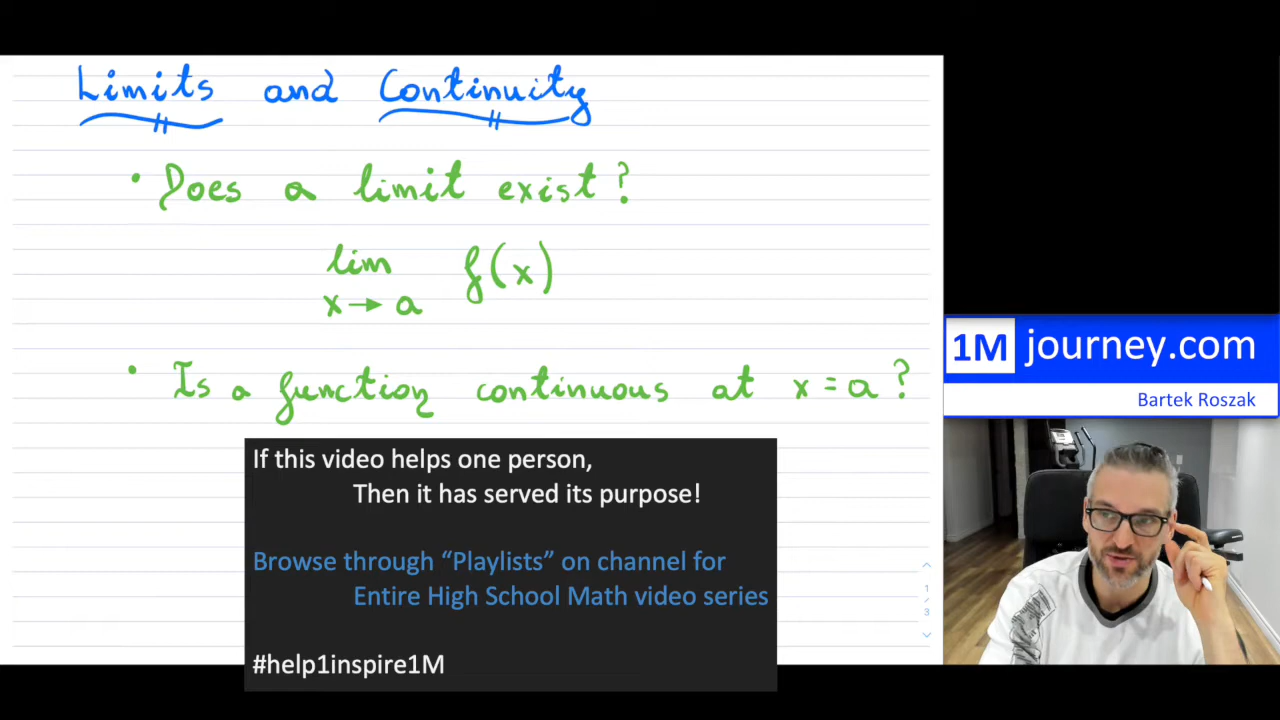 Limits and Continuity
• Does a limit exist?
lim f(x)
x → a
• Is a function continuous at x = a?
1M journey.com
Bartek Roszak
If this video helps one person,
Then it has served its purpose!
Browse through “Playlists” on channel for
Entire High School Math video series
#help1inspire1M
1
/
3